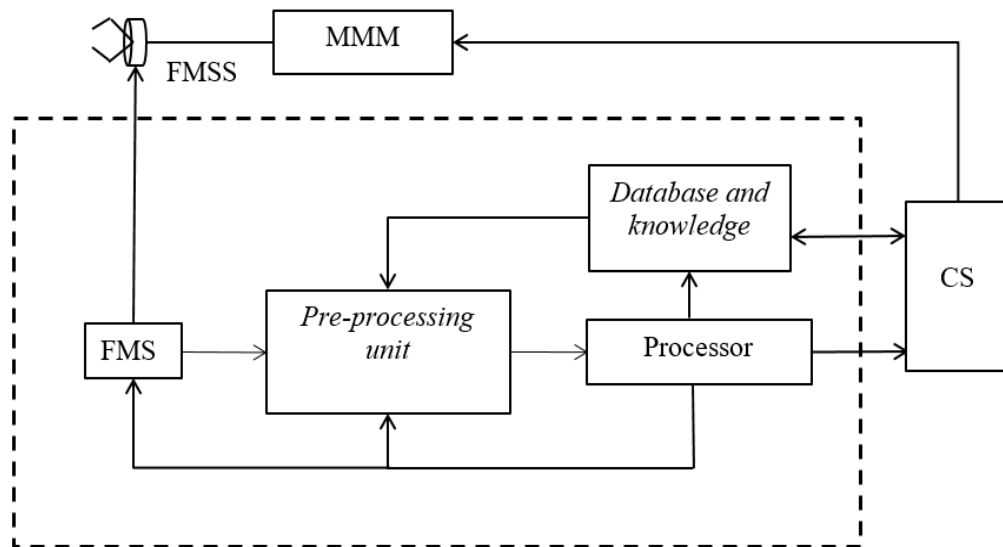 MMM
FMSS
Database and
knowledge
CS
Pre-processing
unit
FMS
Processor